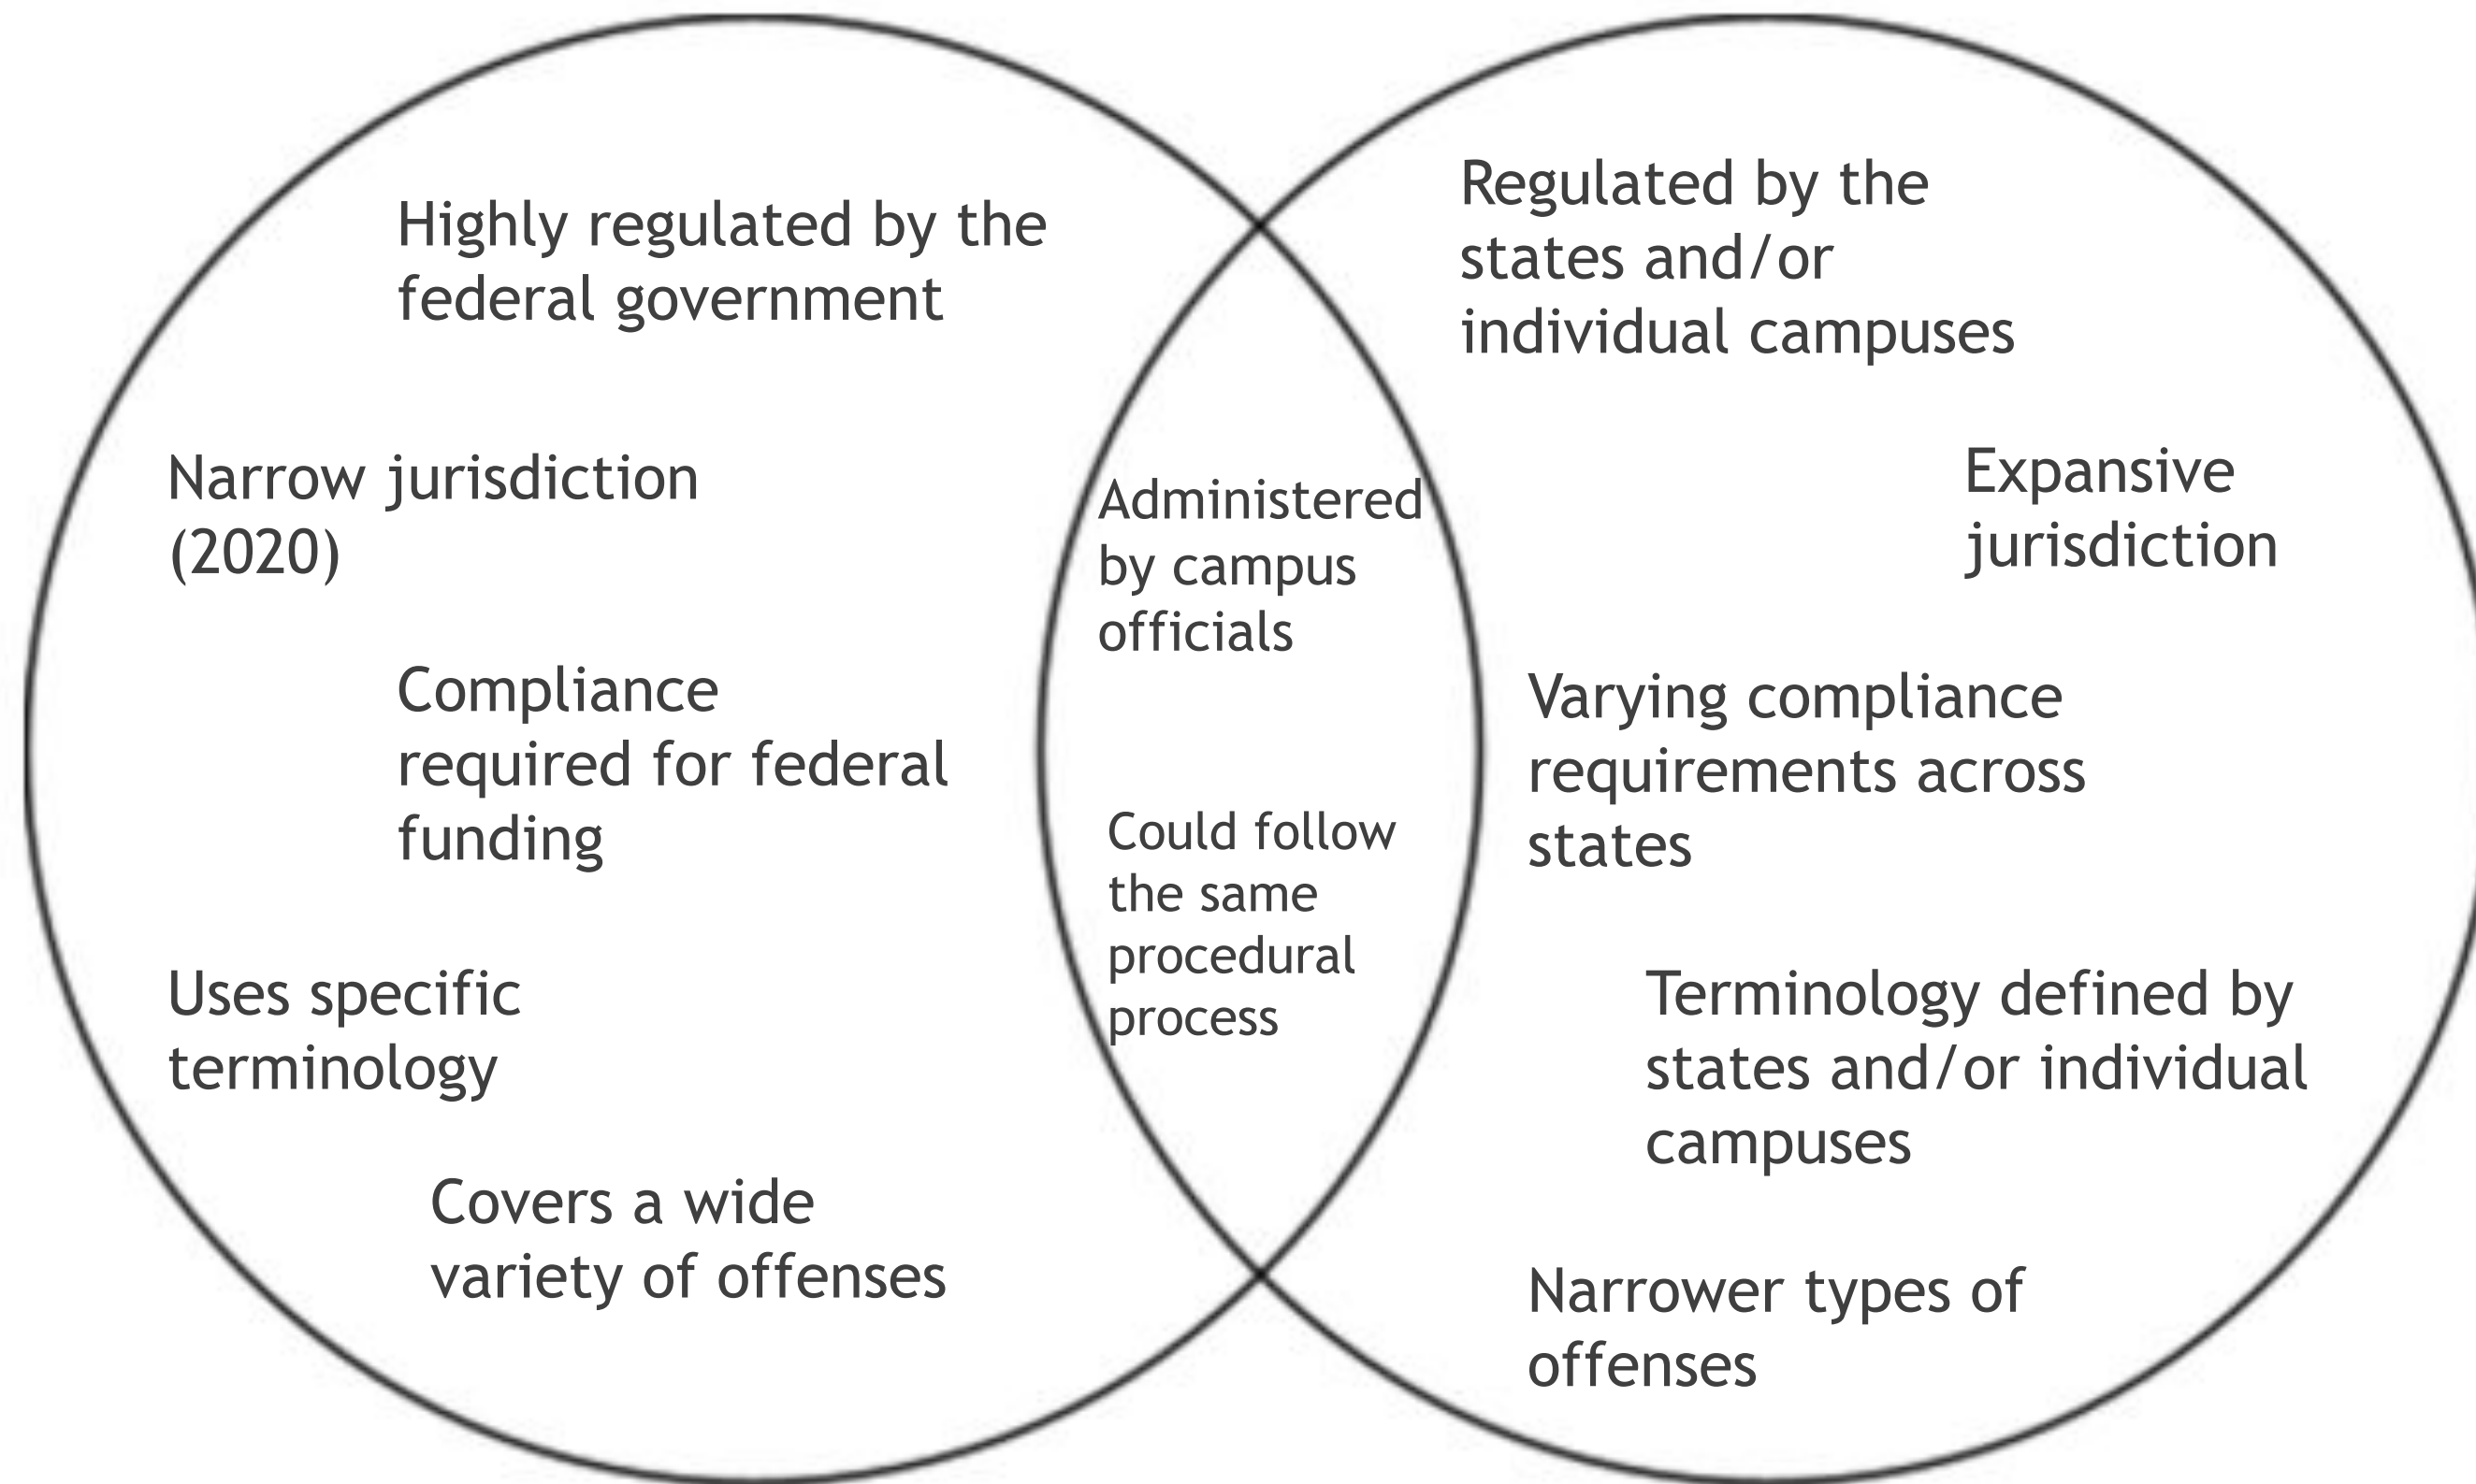 Highly regulated by the
federal government
Narrow jurisdiction
(2020)
Compliance
required for federal
funding
Uses specific
terminology
Covers a wide
variety of offenses
Administered
by campus
officials
Could follow
the same
procedural
process
Regulated by the
states and/or
individual campuses
Expansive
jurisdiction
Varying compliance
requirements across
states
Terminology defined by
states and/or individual
campuses
Narrower types of
offenses